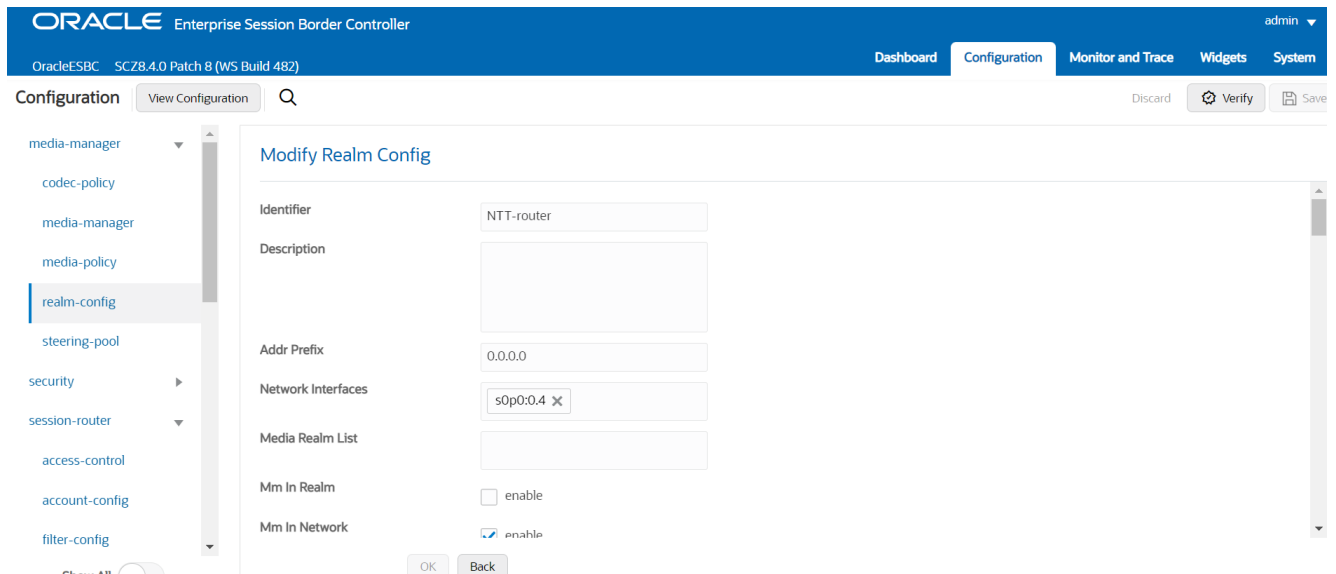 ORACLE Enterprise Session Border Controller
admin
OracleESBC SCZ8.4.0 Patch 8 (WS Build 482)
Dashboard Configuration Monitor and Trace Widgets System
Configuration View Configuration Discard Verify Save
media-manager
codec-policy
media-manager
media-policy
realm-config
steering-pool
security
session-router
access-control
account-config
filter-config
Show All
Modify Realm Config
Identifier NTT-router
Description
Addr Prefix 0.0.0.0
Network Interfaces s0p0:0.4
Media Realm List
Mm In Realm enable
Mm In Network enable
OK Back